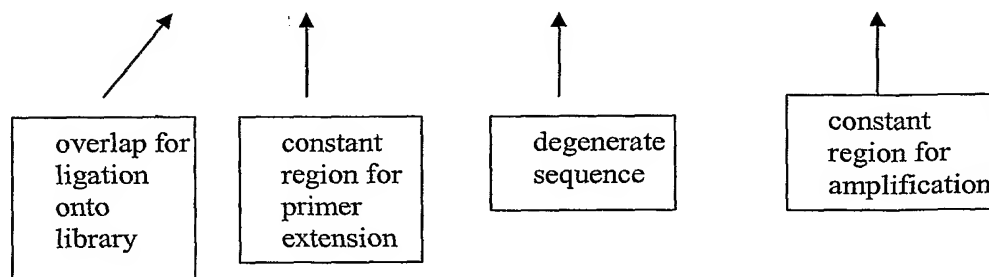 overlap for
ligation
onto
library
constant
region for
primer
extension
degenerate
sequence
constant
region for
amplification